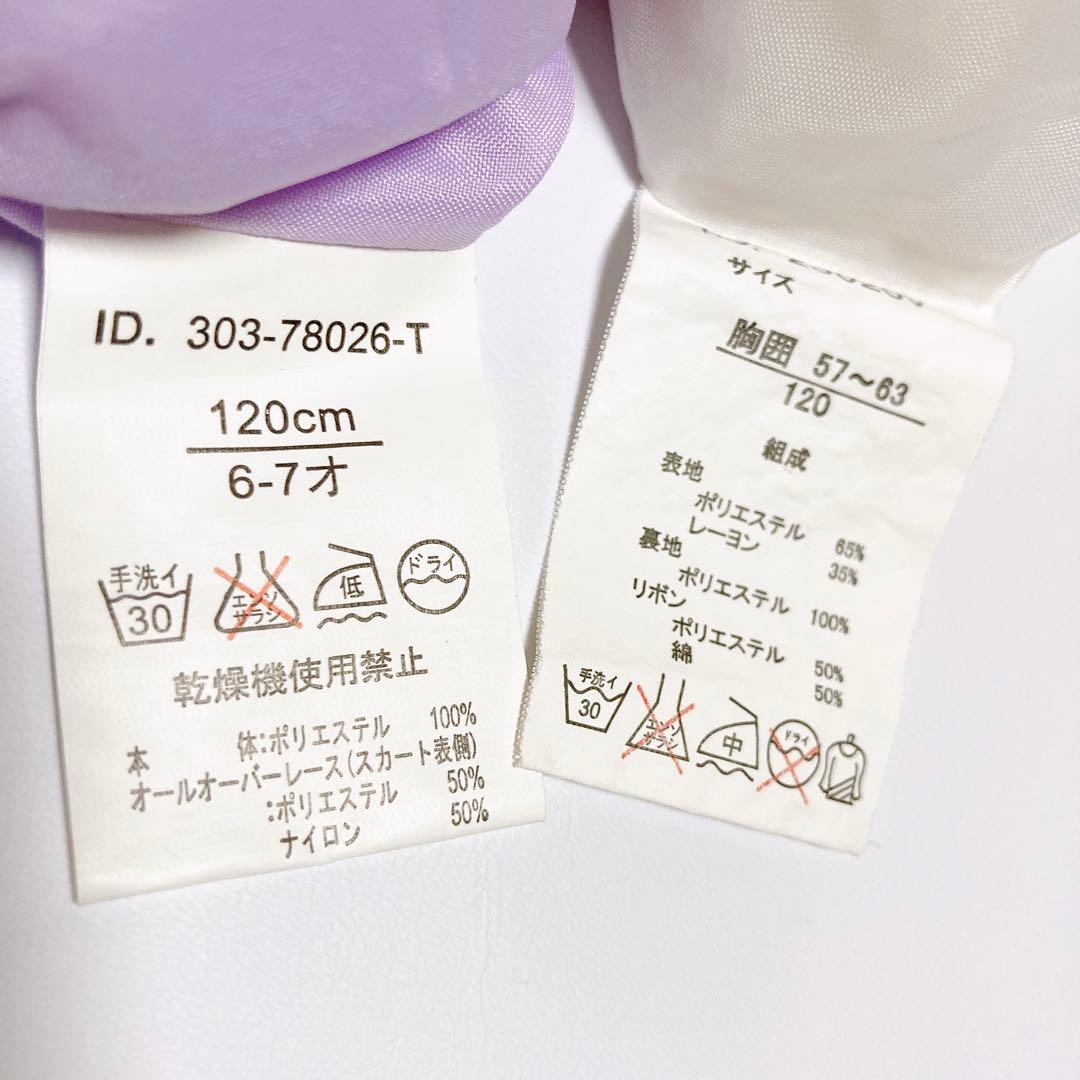 ID. 303-78026-T
120cm
6-7才
手洗イ
30
エンソ
サラシ
低
ドライ
乾燥機使用禁止
本 体:ポリエステル 100%
オールオーバーレース(スカート表側)
:ポリエステル 50%
ナイロン 50%
サイズ
胸囲 57～63
120
組成
表地
ポリエステル 65%
レーヨン 35%
裏地
ポリエステル 100%
リボン
ポリエステル 50%
綿 50%
手洗イ
30
エンソ
サラシ
中
ドライ